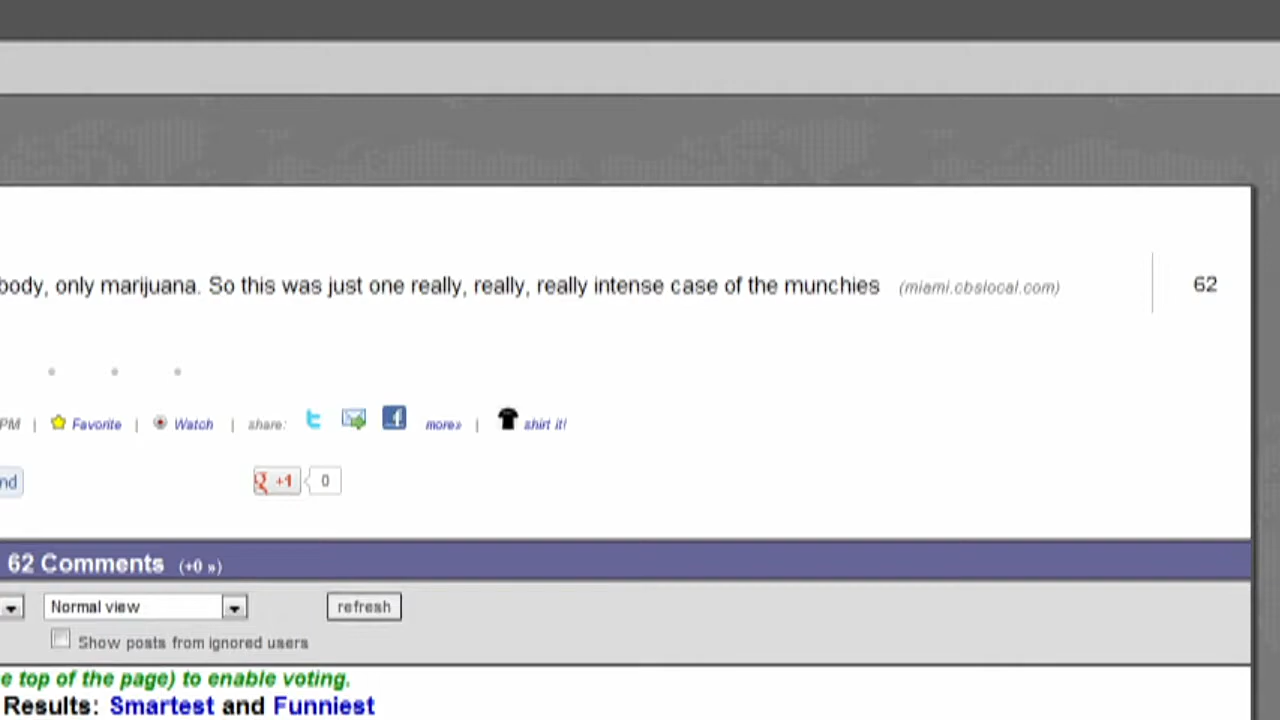 body, only marijuana. So this was just one really, really, really intense case of the munchies (miami.cbslocal.com) 62
PM | Favorite | Watch | share: more» | shirt it!
nd +1 0
62 Comments (+0 »)
Normal view refresh
Show posts from ignored users
e top of the page) to enable voting.
Results: Smartest and Funniest